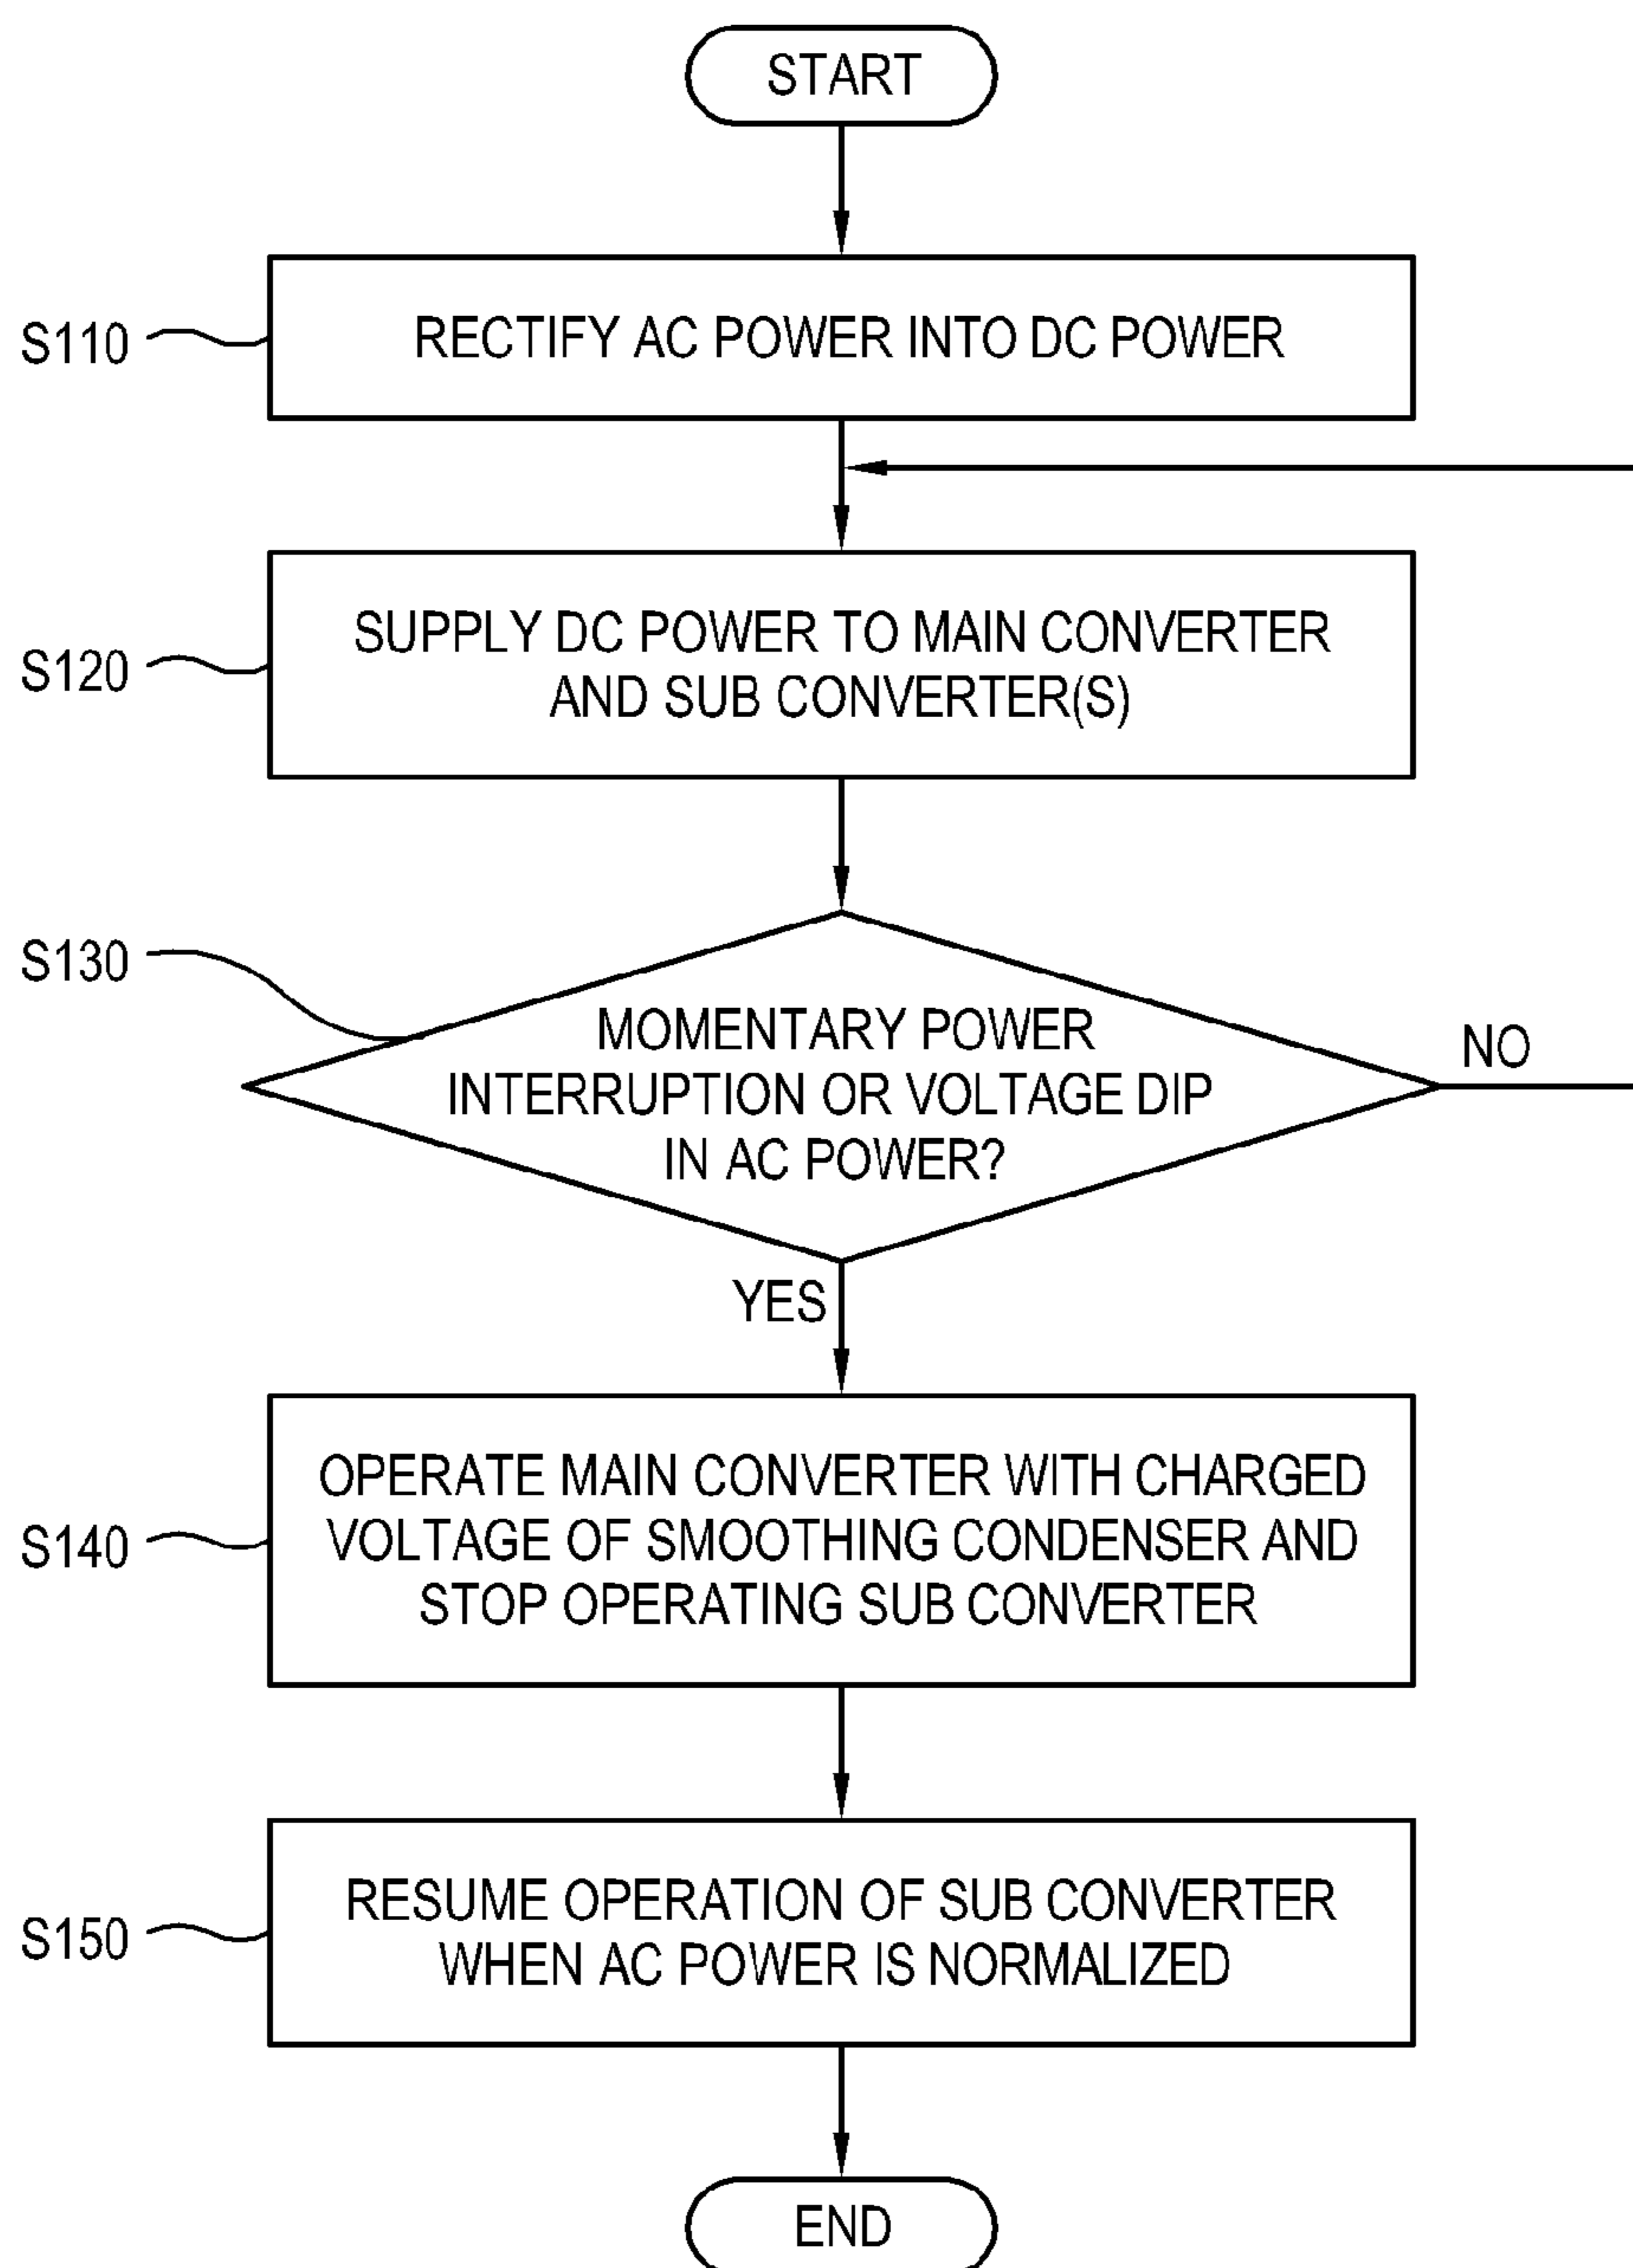 START
S110
RECTIFY AC POWER INTO DC POWER
S120
SUPPLY DC POWER TO MAIN CONVERTER
AND SUB CONVERTER(S)
S130
MOMENTARY POWER
INTERRUPTION OR VOLTAGE DIP
IN AC POWER?
NO
YES
S140
OPERATE MAIN CONVERTER WITH CHARGED
VOLTAGE OF SMOOTHING CONDENSER AND
STOP OPERATING SUB CONVERTER
S150
RESUME OPERATION OF SUB CONVERTER
WHEN AC POWER IS NORMALIZED
END